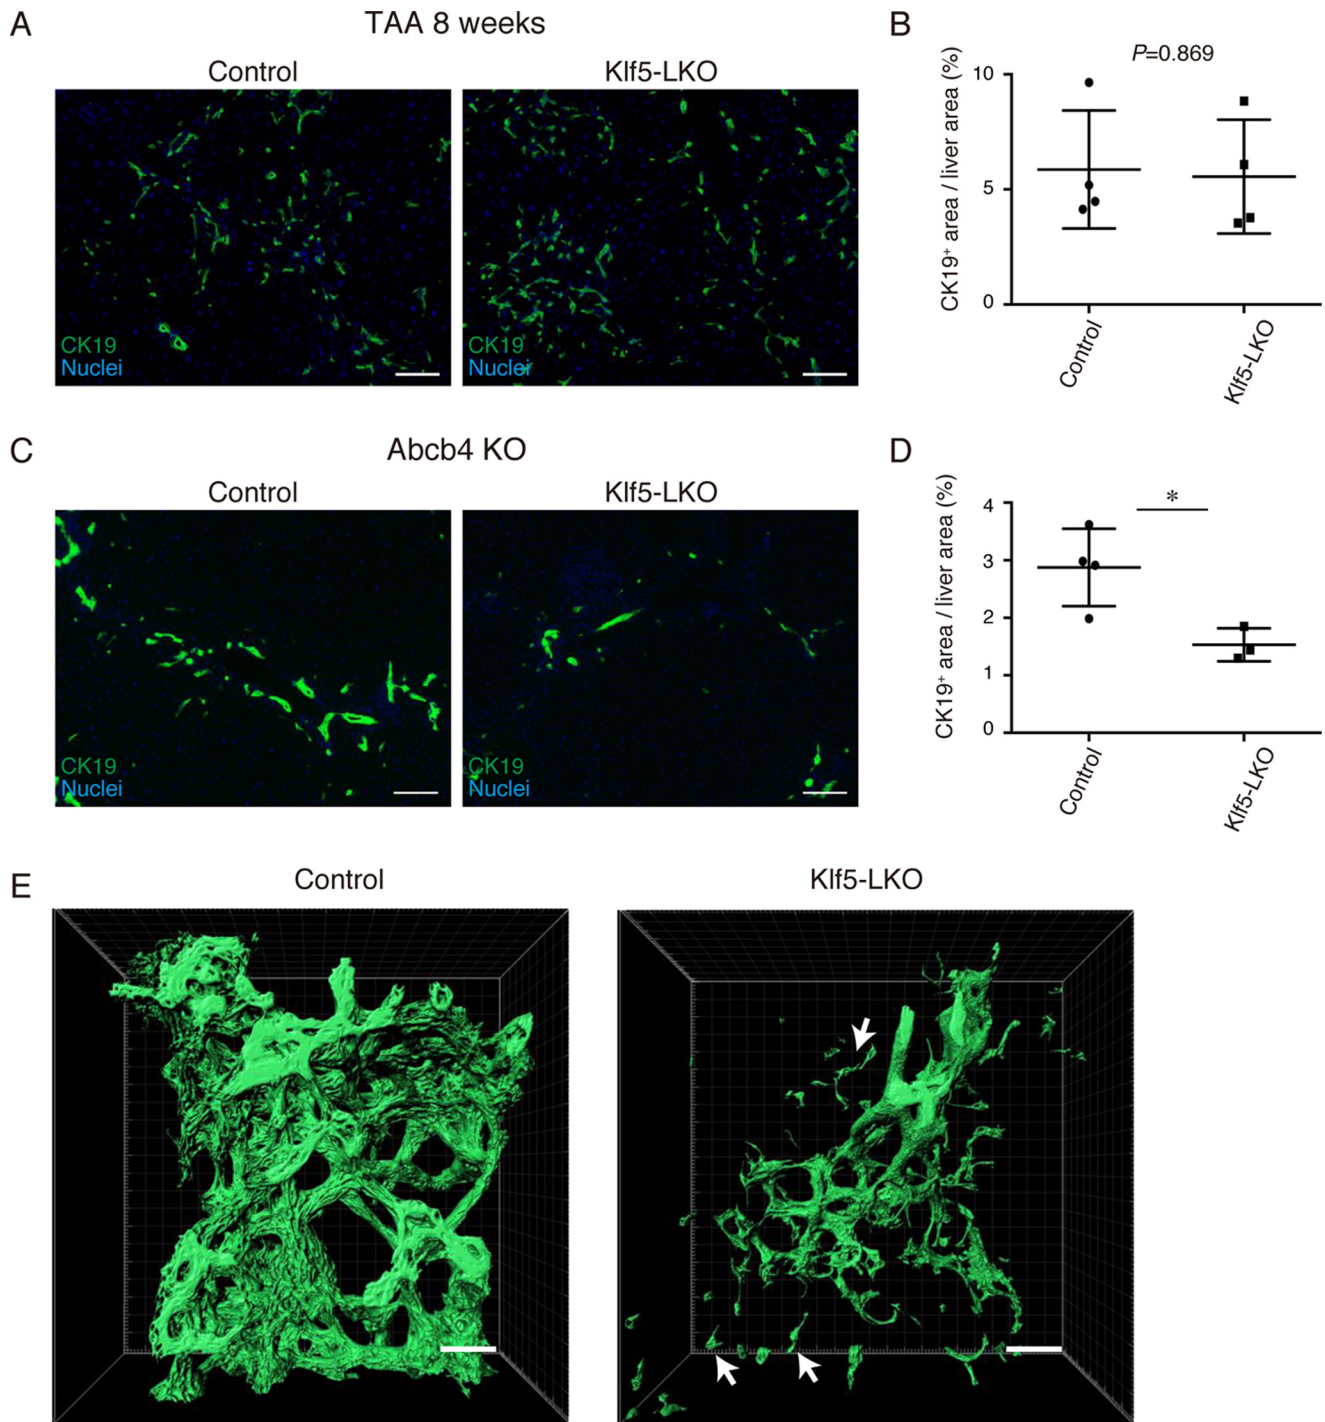 A
TAA 8 weeks
Control
Klf5-LKO
CK19
Nuclei
CK19
Nuclei
B
P=0.869
CK19+ area / liver area (%)
10
5
0
Control
Klf5-LKO
C
Abcb4 KO
Control
Klf5-LKO
CK19
Nuclei
CK19
Nuclei
D
*
CK19+ area / liver area (%)
4
3
2
1
0
Control
Klf5-LKO
E
Control
Klf5-LKO